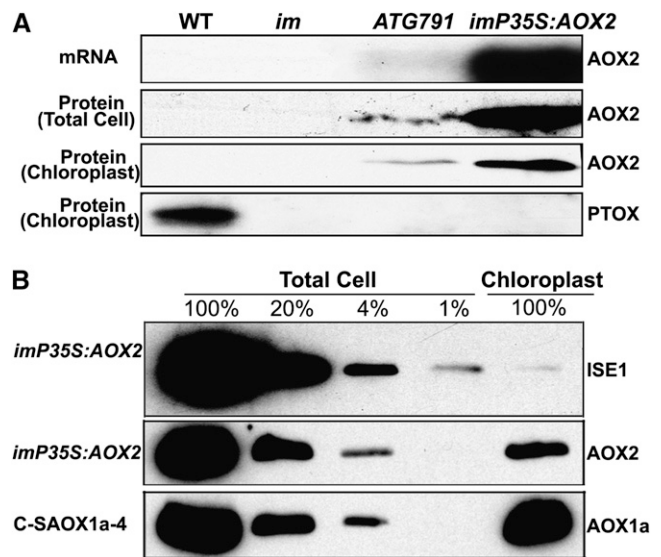 A
WT im ATG791 imP35S:AOX2
mRNA AOX2
Protein
(Total Cell) AOX2
Protein
(Chloroplast) AOX2
Protein
(Chloroplast) PTOX
B
Total Cell Chloroplast
100% 20% 4% 1% 100%
imP35S:AOX2 ISE1
imP35S:AOX2 AOX2
C-SAOX1a-4 AOX1a